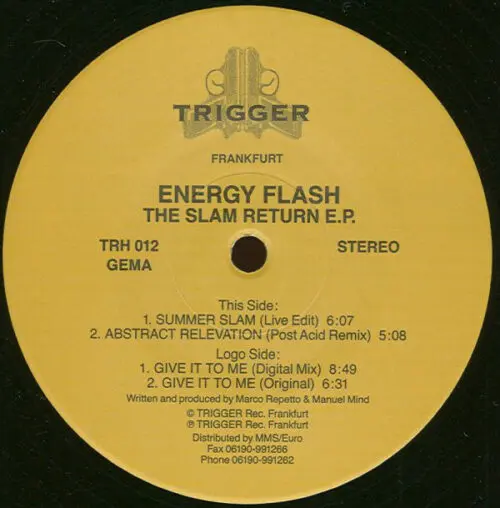 TRIGGER
FRANKFURT
ENERGY FLASH
THE SLAM RETURN E.P.
TRH 012
GEMA
STEREO
This Side:
1. SUMMER SLAM (Live Edit) 6:07
2. ABSTRACT RELEVATION (Post Acid Remix) 5:08
Logo Side:
1. GIVE IT TO ME (Digital Mix) 8:49
2. GIVE IT TO ME (Original) 6:31
Written and produced by Marco Repetto & Manuel Mind
© TRIGGER Rec. Frankfurt
℗ TRIGGER Rec. Frankfurt
Distributed by MMS/Euro
Fax 06190-991266
Phone 06190-991262